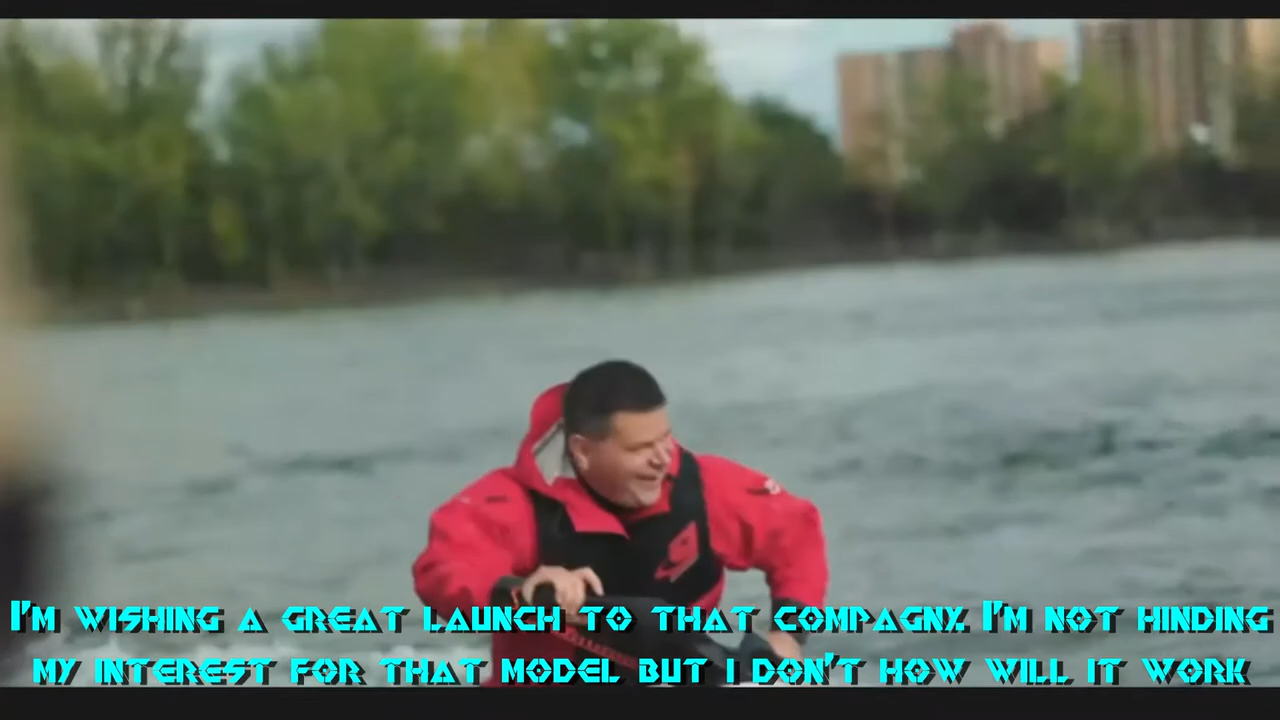 I'M WISHING A GREAT LAUNCH TO THAT COMPAGNY. I'M NOT HINDING
MY INTEREST FOR THAT MODEL BUT I DON'T HOW WILL IT WORK